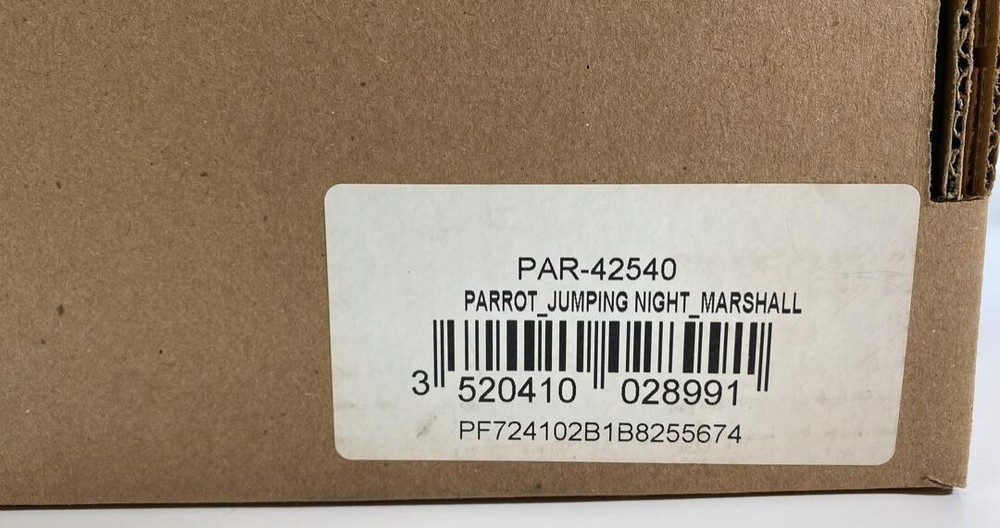 PAR-42540
PARROT_JUMPING NIGHT_MARSHALL
3 520410 028991
PF724102B1B8255674